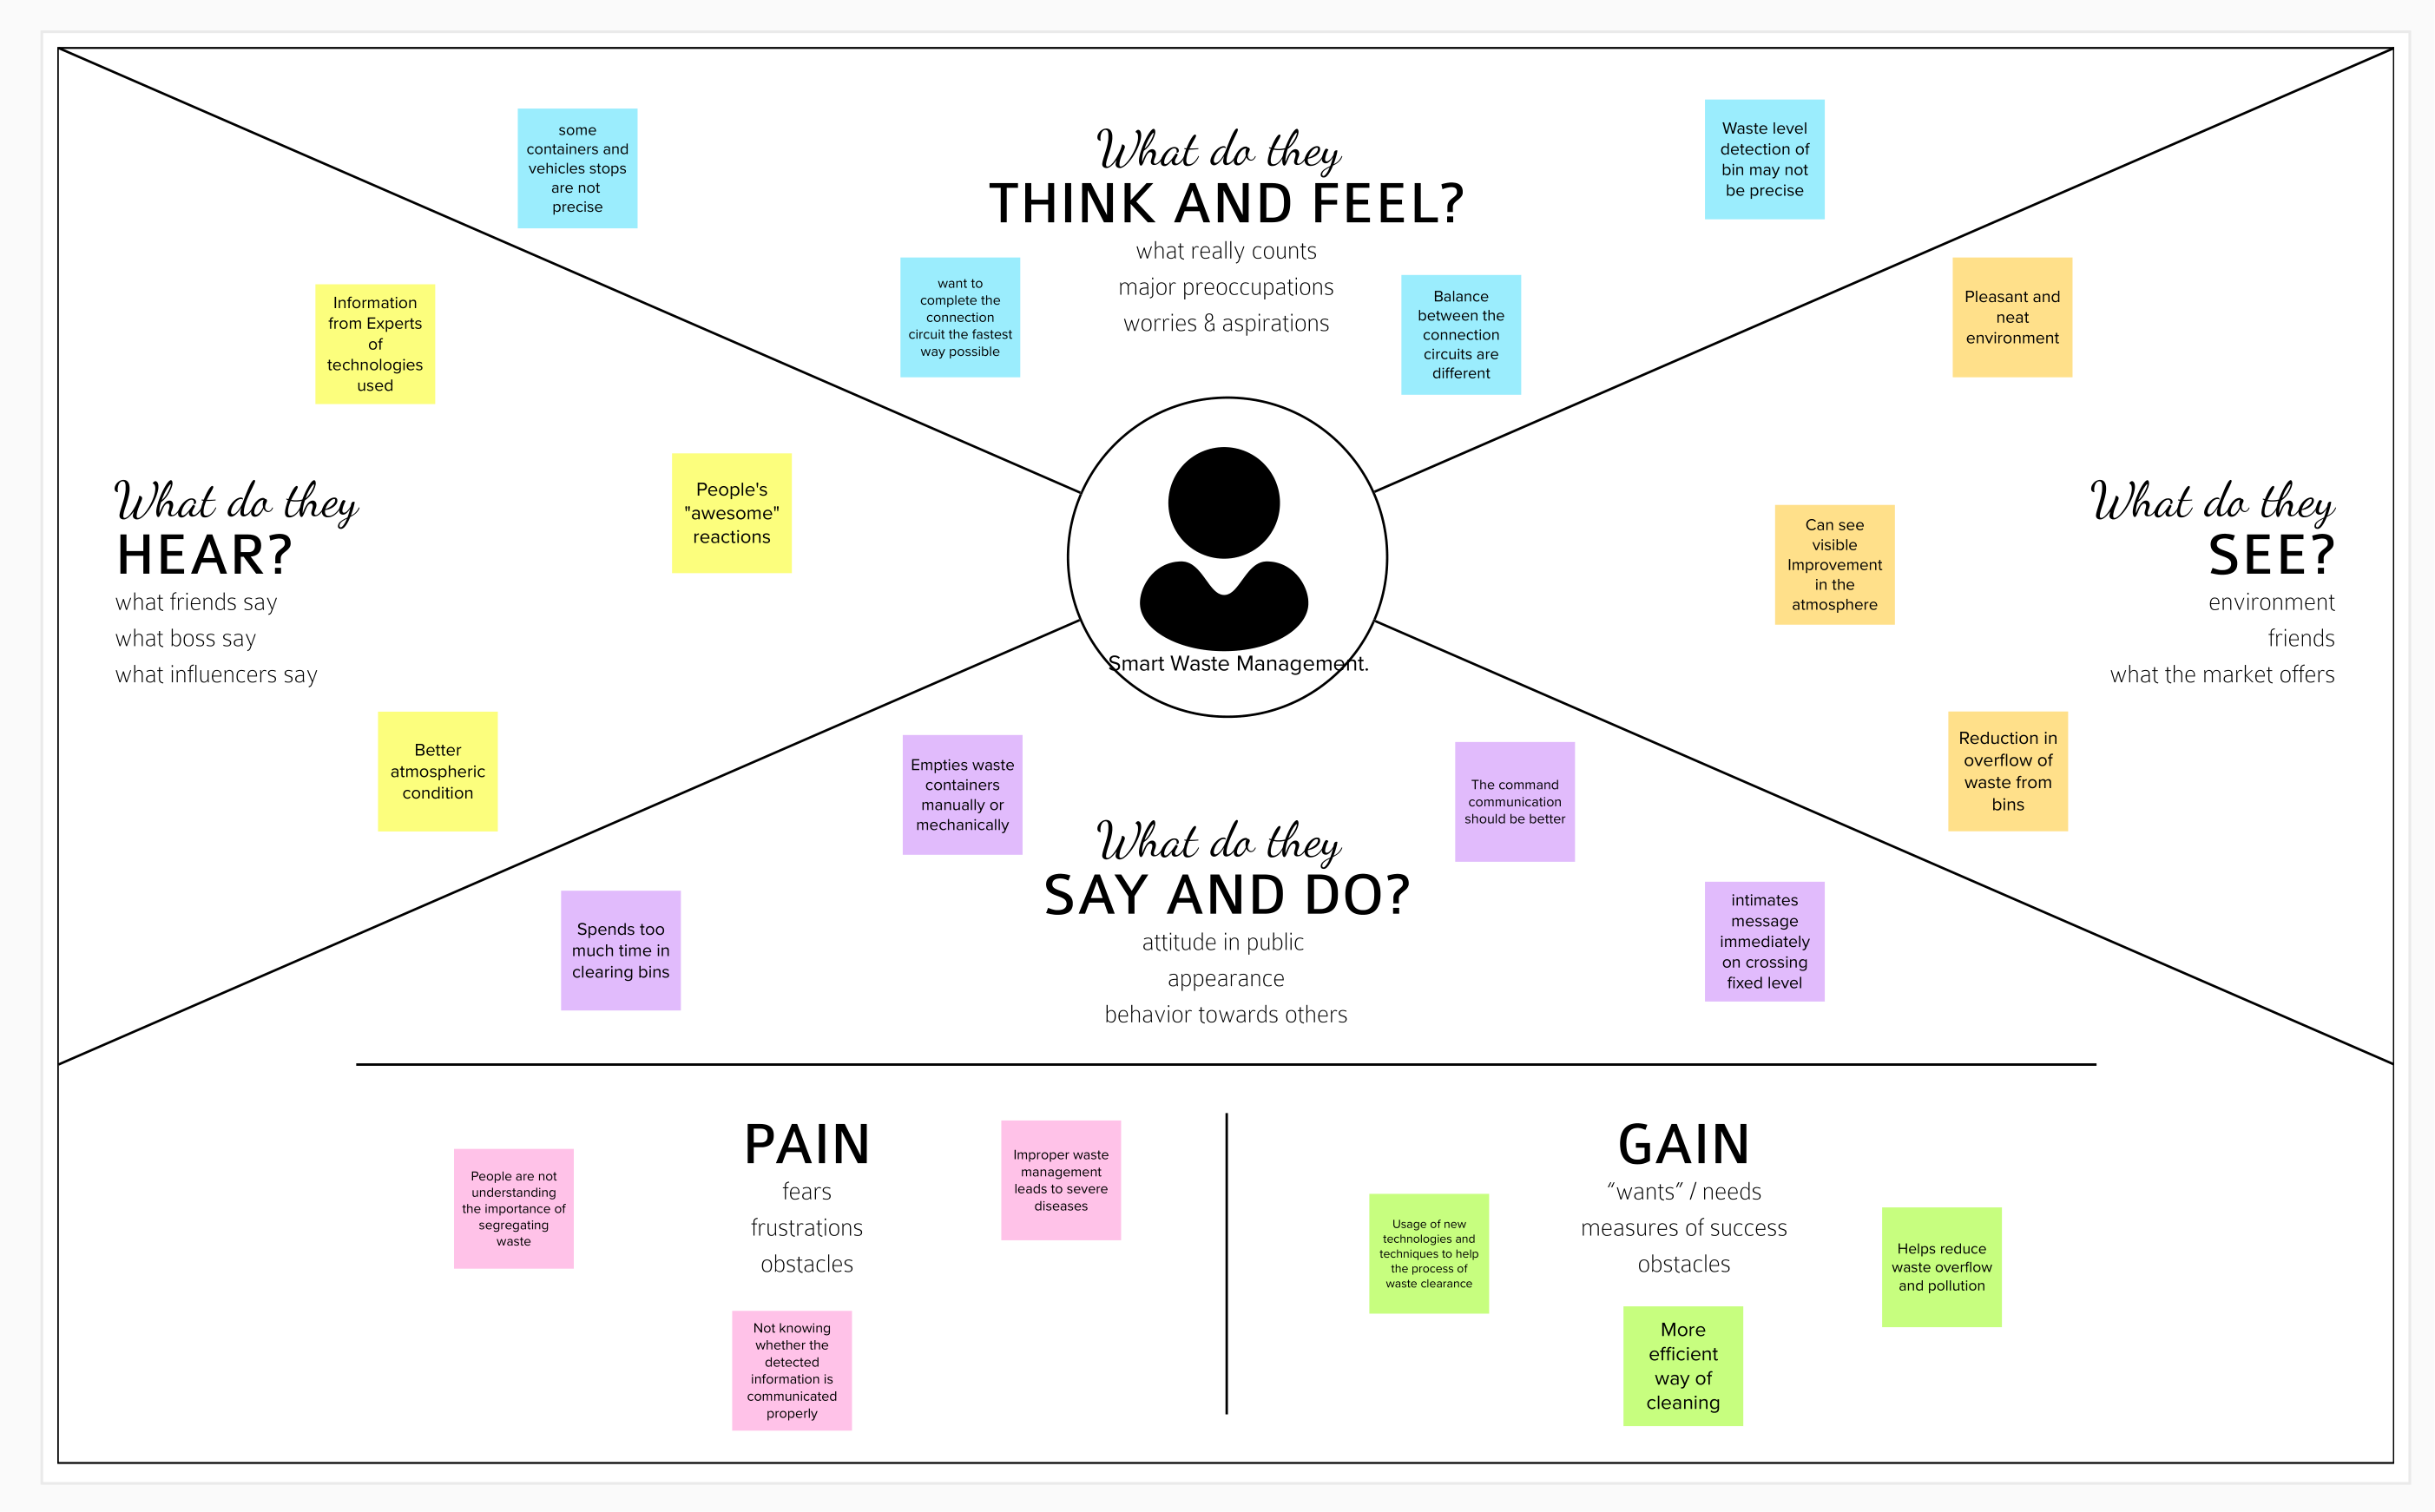 some
containers and
vehicles stops
are not
precise
What do they
THINK AND FEEL?
what really counts
major preoccupations
worries & aspirations
want to
complete the
connection
circuit the fastest
way possible
Balance
between the
connection
circuits are
different
Waste level
detection of
bin may not
be precise
Information
from Experts
of
technologies
used
People's
"awesome"
reactions
What do they
HEAR?
what friends say
what boss say
what influencers say
Better
atmospheric
condition
Smart Waste Management.
Pleasant and
neat
environment
Can see
visible
Improvement
in the
atmosphere
What do they
SEE?
environment
friends
what the market offers
Reduction in
overflow of
waste from
bins
Empties waste
containers
manually or
mechanically
The command
communication
should be better
What do they
SAY AND DO?
attitude in public
appearance
behavior towards others
Spends too
much time in
clearing bins
intimates
message
immediately
on crossing
fixed level
PAIN
fears
frustrations
obstacles
People are not
understanding
the importance of
segregating
waste
Improper waste
management
leads to severe
diseases
Not knowing
whether the
detected
information is
communicated
properly
GAIN
“wants” / needs
measures of success
obstacles
Usage of new
technologies and
techniques to help
the process of
waste clearance
Helps reduce
waste overflow
and pollution
More
efficient
way of
cleaning